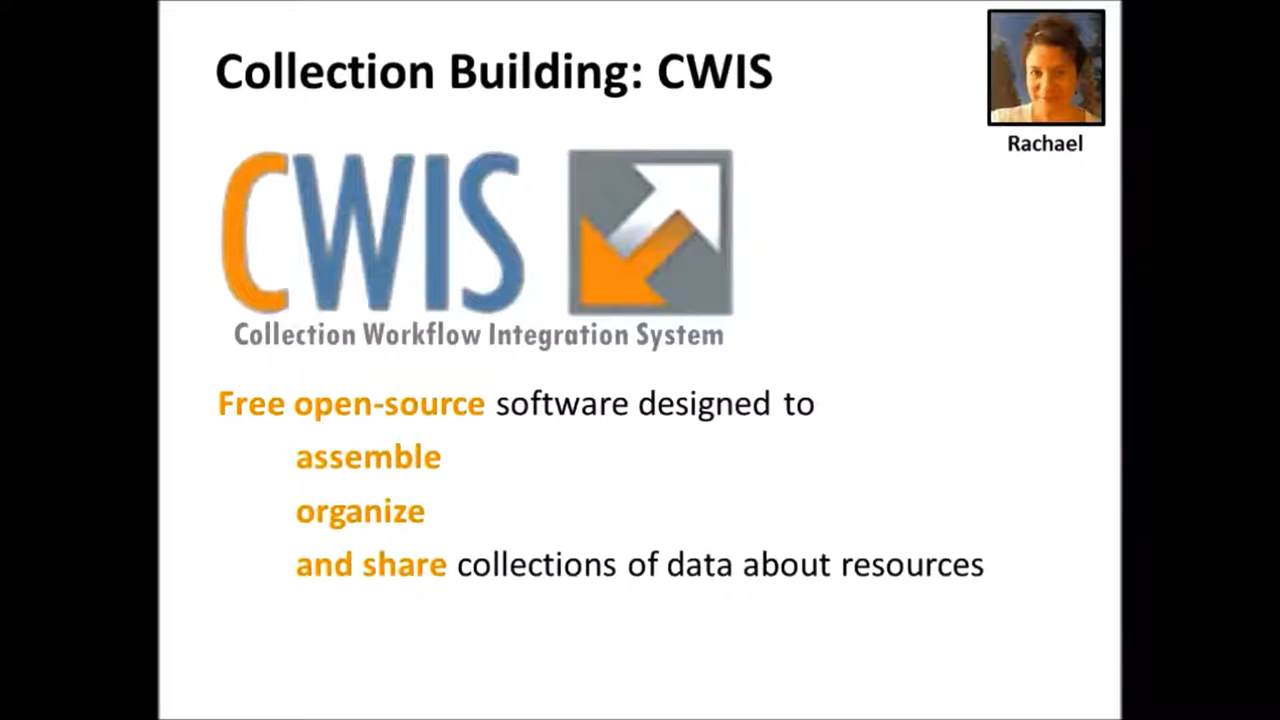 Collection Building: CWIS
Rachael
CWIS
Collection Workflow Integration System
Free open-source software designed to
assemble
organize
and share collections of data about resources